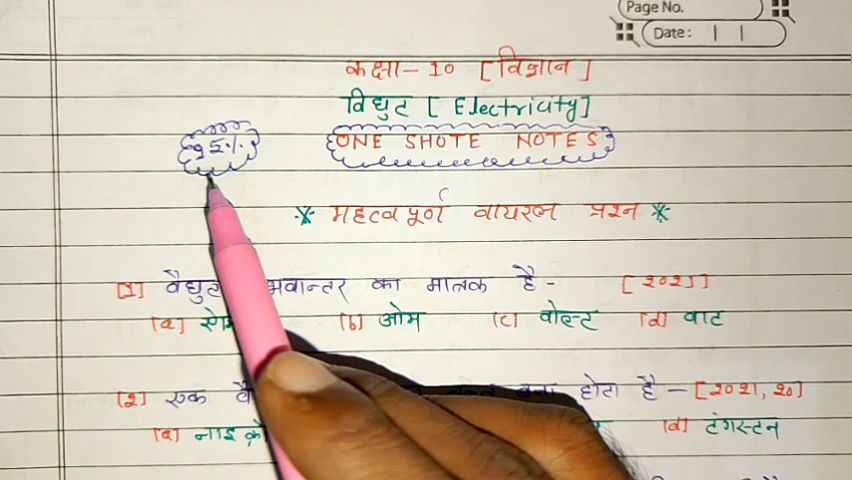 Page No.
Date:
कक्षा- 10 [विज्ञान]
विद्युट [Electricity]
95%
ONE SHOTE NOTES
* महत्वपूर्ण वायरल प्रश्न *
[1] वैद्युट भवान्तर का मात्रक है- [2021]
(a) (b) ओम (c) वोल्ट (d) वाट
(2) एक होता है- [2021, 20]
(a) (d) टंगस्टन